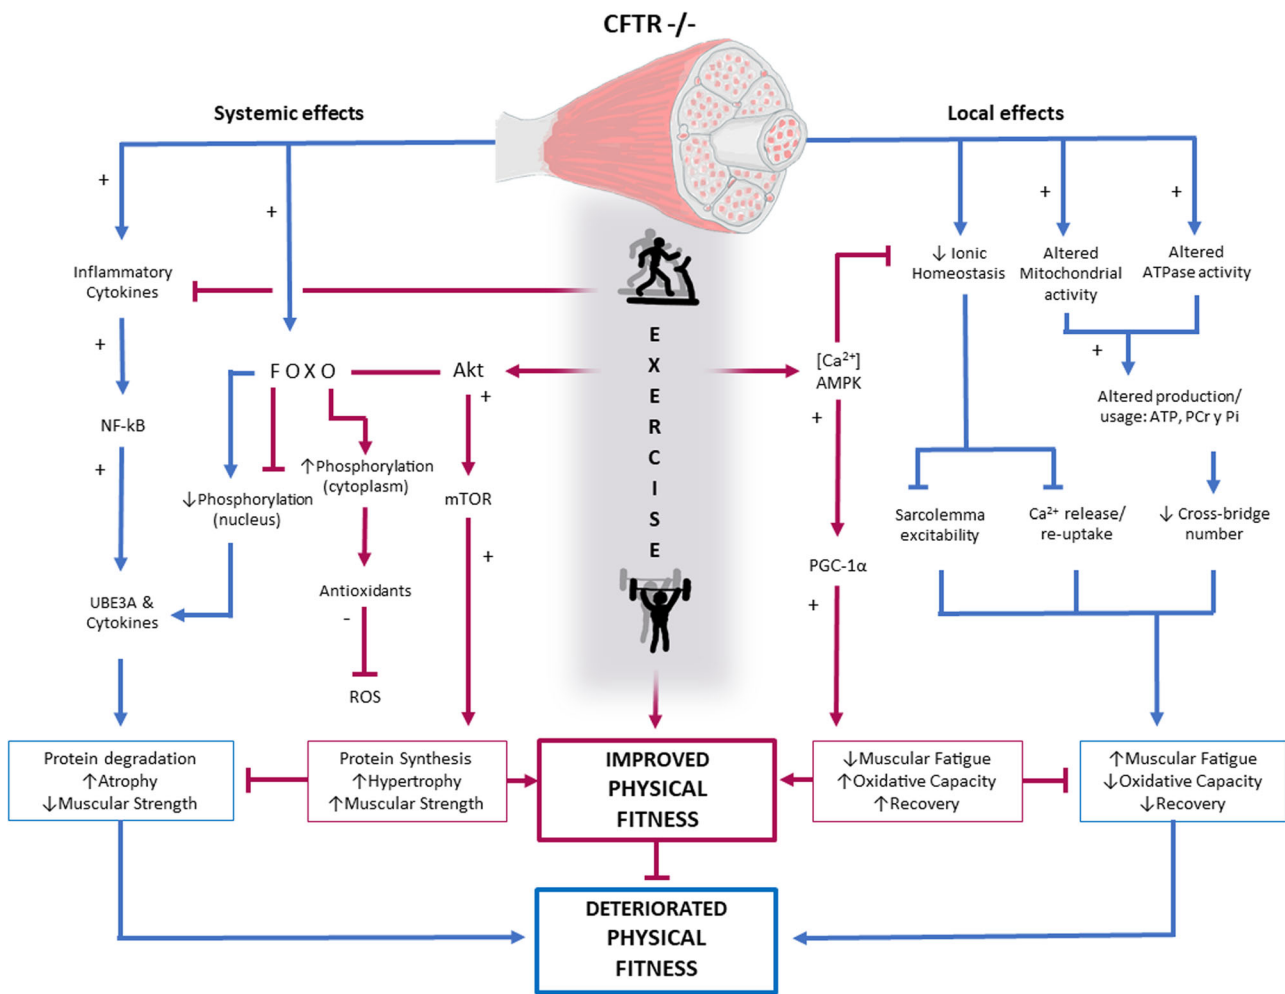 CFTR -/-
Systemic effects
Local effects
+
+
+
+
+
Inflammatory
Cytokines
↓ Ionic
Homeostasis
Altered
Mitochondrial
activity
Altered
ATPase activity
+
+
FOXO
Akt
+
E
X
E
R
C
I
S
E
[Ca²⁺]
AMPK
+
Altered production/
usage: ATP, PCr y Pi
NF-kB
+
↑Phosphorylation
(cytoplasm)
↓Phosphorylation
(nucleus)
mTOR
+
Sarcolemma
excitability
Ca²⁺ release/
re-uptake
↓ Cross-bridge
number
Antioxidants
-
PGC-1α
+
UBE3A &
Cytokines
ROS
Protein degradation
↑Atrophy
↓Muscular Strength
Protein Synthesis
↑Hypertrophy
↑Muscular Strength
IMPROVED
PHYSICAL
FITNESS
↓Muscular Fatigue
↑Oxidative Capacity
↑Recovery
↑Muscular Fatigue
↓Oxidative Capacity
↓Recovery
DETERIORATED
PHYSICAL
FITNESS